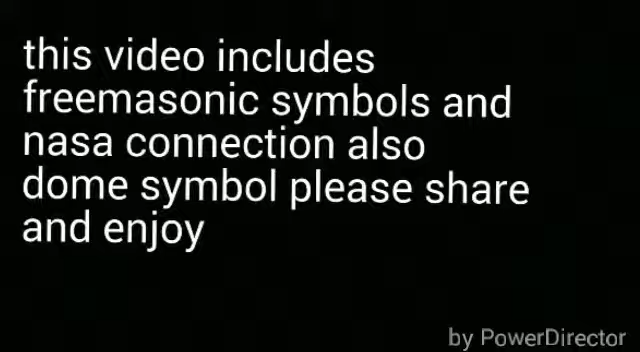 this video includes
freemasonic symbols and
nasa connection also
dome symbol please share
and enjoy
by PowerDirector